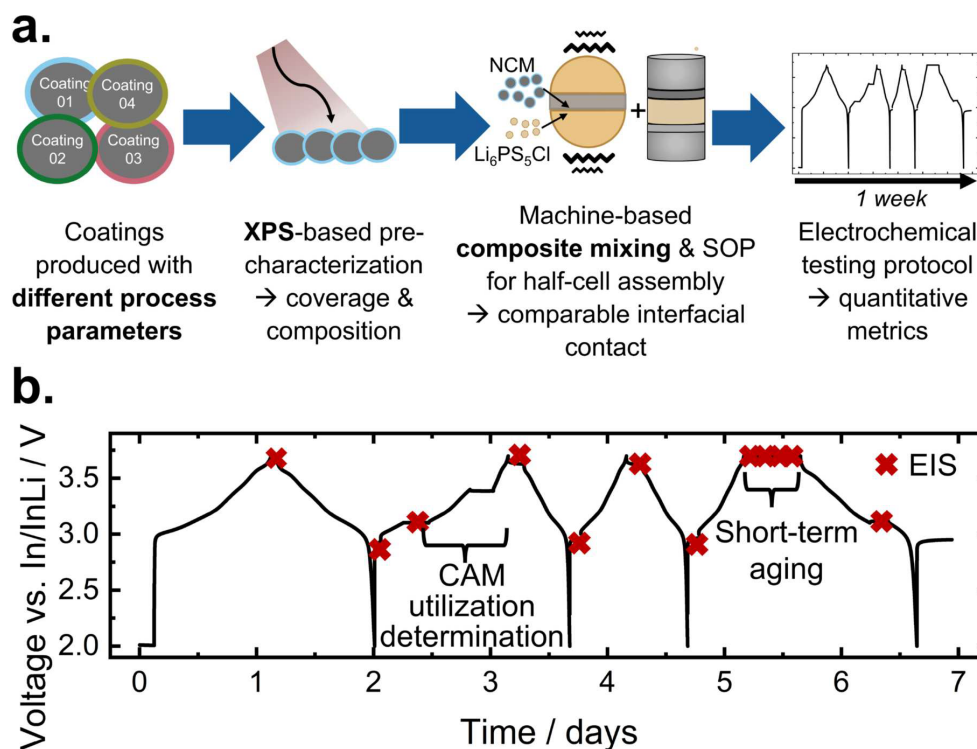 a.
Coating
01
Coating
04
Coating
02
Coating
03
NCM
Li₆PS₅Cl
+
1 week
Coatings
produced with
different process
parameters
XPS-based pre-
characterization
→ coverage &
composition
Machine-based
composite mixing & SOP
for half-cell assembly
→ comparable interfacial
contact
Electrochemical
testing protocol
→ quantitative
metrics
b.
Voltage vs. In/InLi / V
3.5
3.0
2.5
2.0
EIS
CAM
utilization
determination
Short-term
aging
0 1 2 3 4 5 6 7
Time / days